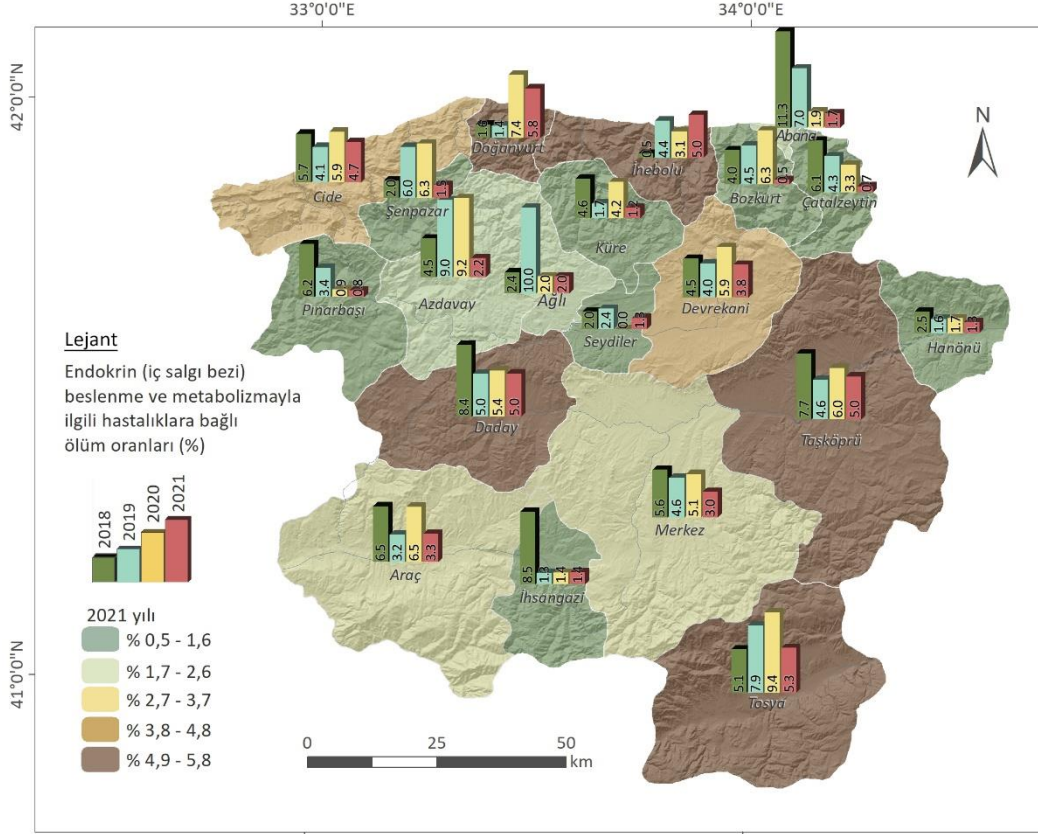 33°0'0"E
34°0'0"E
42°0'0"N
41°0'0"N
N
11.3 7.0 1.9 1.7
Abana
7.4 5.8
Doğanyurt
4.4 3.1 5.0
İnebolu
5.7 4.1 5.9 4.7
Cide
2.0 6.0 6.3 1.3
Şenpazar
4.0 4.5 6.3 0.5
Bozkurt
6.1 4.3 3.3 0.7
Çatalzeytin
4.6 1.7 4.2 1.2
Küre
6.2 3.4 0.9 0.8
Pınarbaşı
4.5 9.0 9.2 2.2
Azdavay
2.4 10.0 2.0 2.0
Ağlı
4.5 4.0 5.9 3.8
Devrekani
2.0 2.4 0.0 1.3
Seydiler
2.5 1.6 1.7 1.3
Hanönü
8.4 5.0 5.4 5.0
Daday
7.7 4.6 6.0 5.0
Taşköprü
5.6 4.6 5.1 3.0
Merkez
6.5 3.2 6.5 3.3
Araç
8.5 1.3 1.4 1.4
İhsangazi
5.1 7.9 9.4 5.3
Tosya
Lejant
Endokrin (iç salgı bezi)
beslenme ve metabolizmayla
ilgili hastalıklara bağlı
ölüm oranları (%)
2018 2019 2020 2021
2021 yılı
% 0,5 - 1,6
% 1,7 - 2,6
% 2,7 - 3,7
% 3,8 - 4,8
% 4,9 - 5,8
0 25 50
km